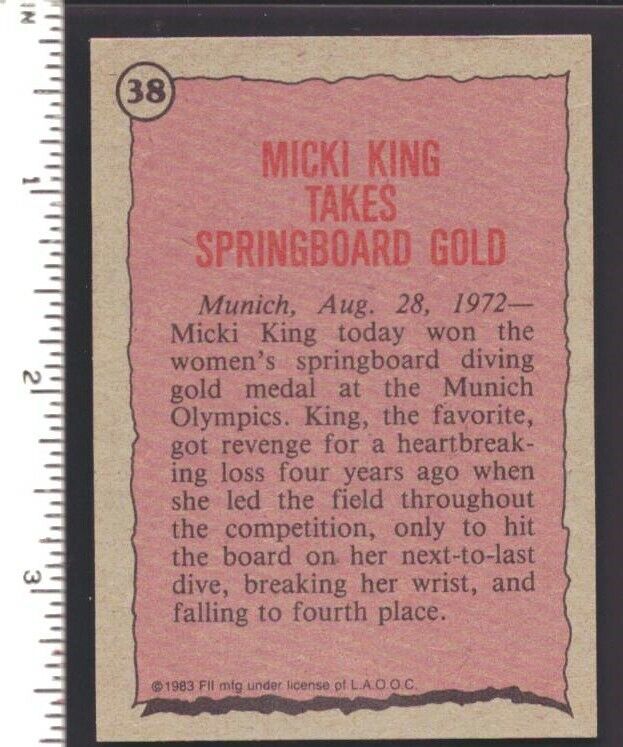 IN
1
2
3
38
MICKI KING
TAKES
SPRINGBOARD GOLD
Munich, Aug. 28, 1972—
Micki King today won the
women's springboard diving
gold medal at the Munich
Olympics. King, the favorite,
got revenge for a heartbreak-
ing loss four years ago when
she led the field throughout
the competition, only to hit
the board on her next-to-last
dive, breaking her wrist, and
falling to fourth place.
©1983 FII mfg under license of L.A.O.O.C.